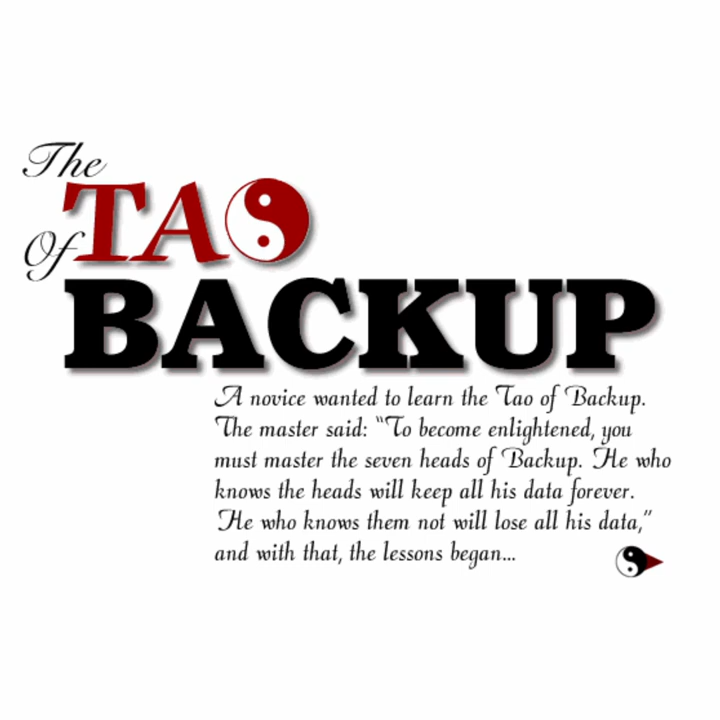 The
TAO
Of
BACKUP
A novice wanted to learn the Tao of Backup.
The master said: “To become enlightened, you
must master the seven heads of Backup. He who
knows the heads will keep all his data forever.
He who knows them not will lose all his data,”
and with that, the lessons began...